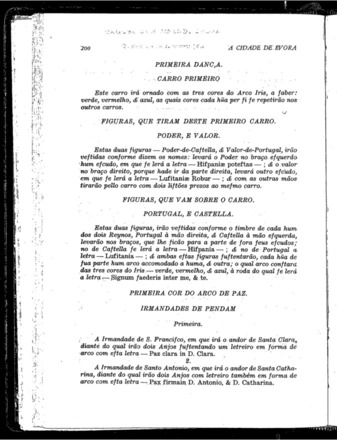 200
A CIDADE DE EVORA
PRIMEIRA DANÇA.
CARRO PRIMEIRO
Este carro irá ornado com as tres cores do Arco Iris, a faber:
verde, vermelho, & azul, as quais cores cada hũa per fi fe repetirão nos
outros carros.
FIGURAS, QUE TIRAM DESTE PRIMEIRO CARRO.
PODER, E VALOR.
Estas duas figuras — Poder-de-Caftella, & Valor-de-Portugal, irão
veftidas conforme dizem os nomes: levará o Poder no braço efquerdo
hum efcudo, em que fe lerá a letra — Hifpaniæ poteftas — ; & o valor
no braço direito, porque hade ir da parte direita, levará outro efcudo,
em que fe lerá a letra — Lufitaniæ Robur — ; & com as outras mãos
tirarão pello carro com dois liftões prezos ao mefmo carro.
FIGURAS, QUE VAM SOBRE O CARRO.
PORTUGAL, E CASTELLA.
Estas duas figuras, irão veftidas conforme o timbre de cada hum
dos dois Reynos, Portugal à mão direita, & Caftella à mão efquerda,
levarão nos braços, que lhe ficão para a parte de fora feus efcudos;
no de Caftella fe lerá a letra — Hifpania — ; & no de Portugal a
letra — Lufitania — ; & ambas eftas figuras fuftentarão, cada hũa de
fua parte hum arco accomodado a huma, & outra; o qual arco conftará
das tres cores do Iris — verde, vermelho, & azul, à roda do qual fe lerá
a letra — Signum fæderis inter me, & te.
PRIMEIRA COR DO ARCO DE PAZ.
IRMANDADES DE PENDAM
Primeira.
A Irmandade de S. Francifco, em que irá o andor de Santa Clara,
diante do qual irão dois Anjos fuftentando um letreiro em forma de
arco com efta letra — Pax clara in D. Clara.
2.
A Irmandade de Santo Antonio, em que irá o andor de Santa Catha-
rina, diante do qual irão dois Anjos com letreiro também em forma de
arco com efta letra — Pax firmain D. Antonio, & D. Catharina.